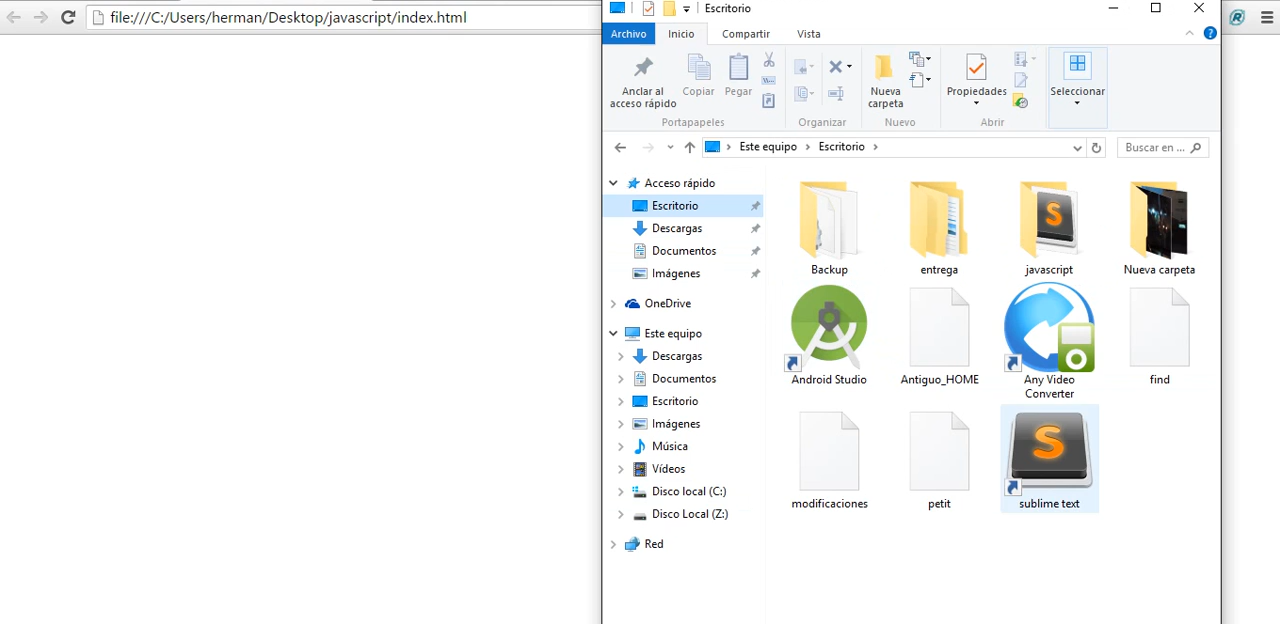 file:///C:/Users/herman/Desktop/javascript/index.html
Escritorio
Archivo
Inicio
Compartir
Vista
Anclar al
acceso rápido
Copiar
Pegar
Nueva
carpeta
Propiedades
Seleccionar
Portapapeles
Organizar
Nuevo
Abrir
Este equipo
Escritorio
Buscar en ...
Acceso rápido
Escritorio
Descargas
Documentos
Imágenes
OneDrive
Este equipo
Descargas
Documentos
Escritorio
Imágenes
Música
Vídeos
Disco local (C:)
Disco Local (Z:)
Red
Backup
entrega
javascript
Nueva carpeta
Android Studio
Antiguo_HOME
Any Video
Converter
find
modificaciones
petit
sublime text